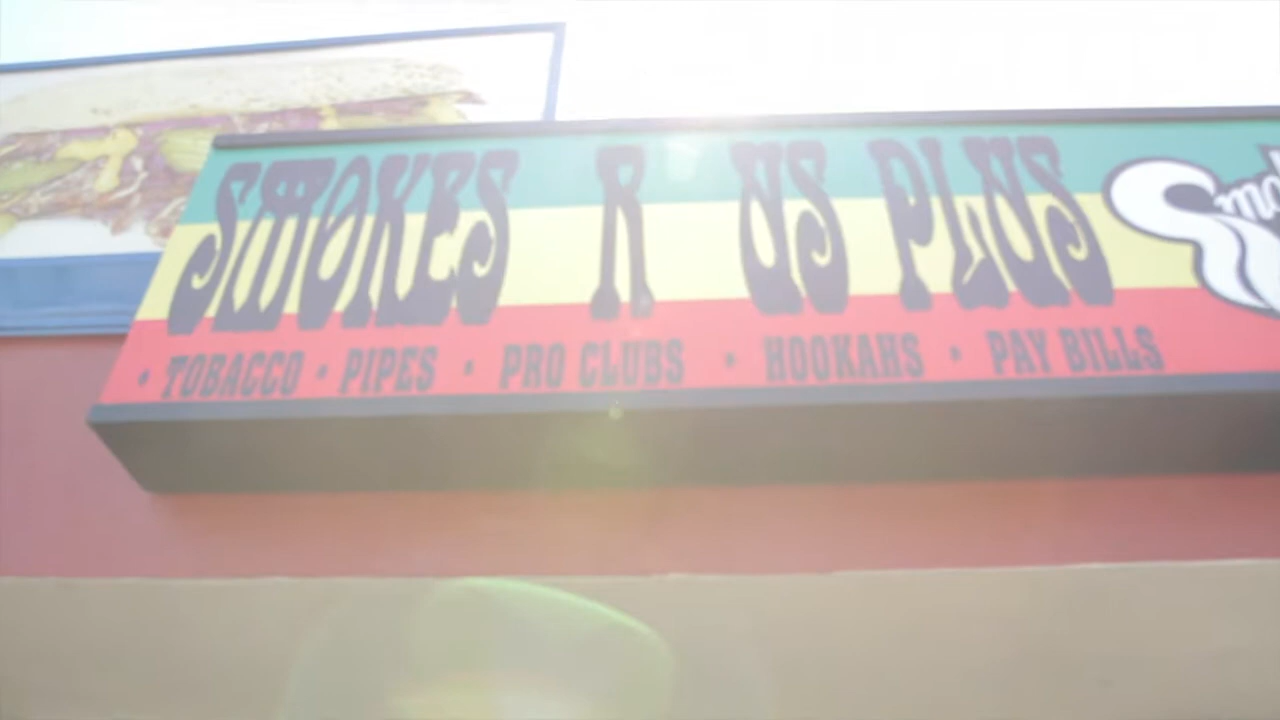 SMOKES R US PLUS
• TOBACCO • PIPES • PRO CLUBS • HOOKAHS • PAY BILLS